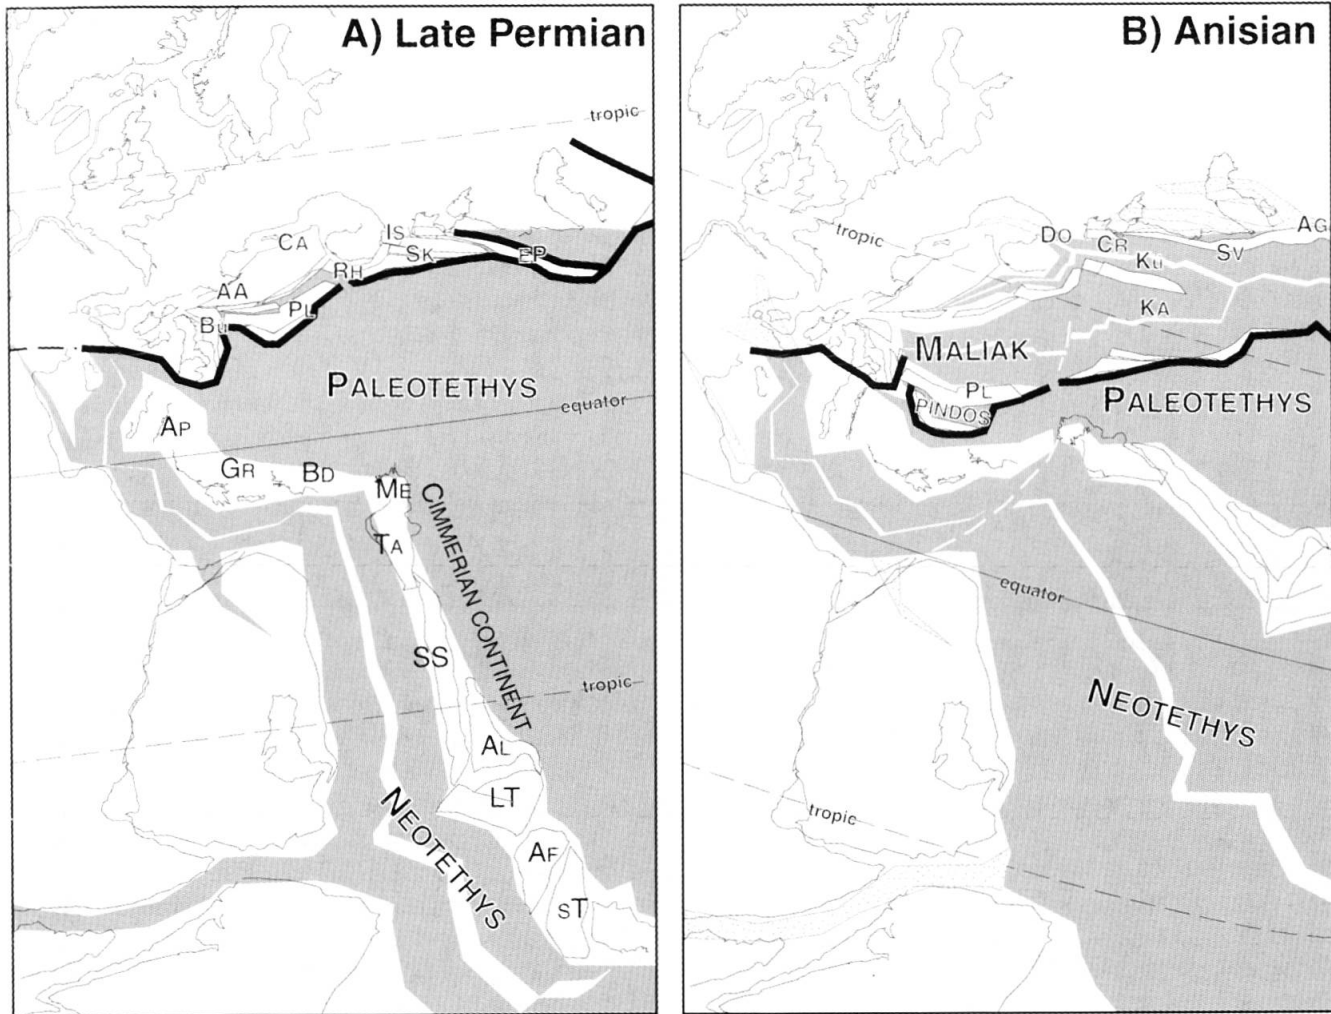 A) Late Permian
tropic
CA
IS
SK
EP
RH
AA
PL
BU
PALEOTETHYS
equator
AP
GR
BD
ME
CIMMERIAN CONTINENT
TA
SS
tropic
AL
LT
NEOTETHYS
AF
sT
B) Anisian
tropic
DO
CR
SV
AG
KÜ
KA
MALIAK
PL
PINDOS
PALEOTETHYS
equator
NEOTETHYS
tropic